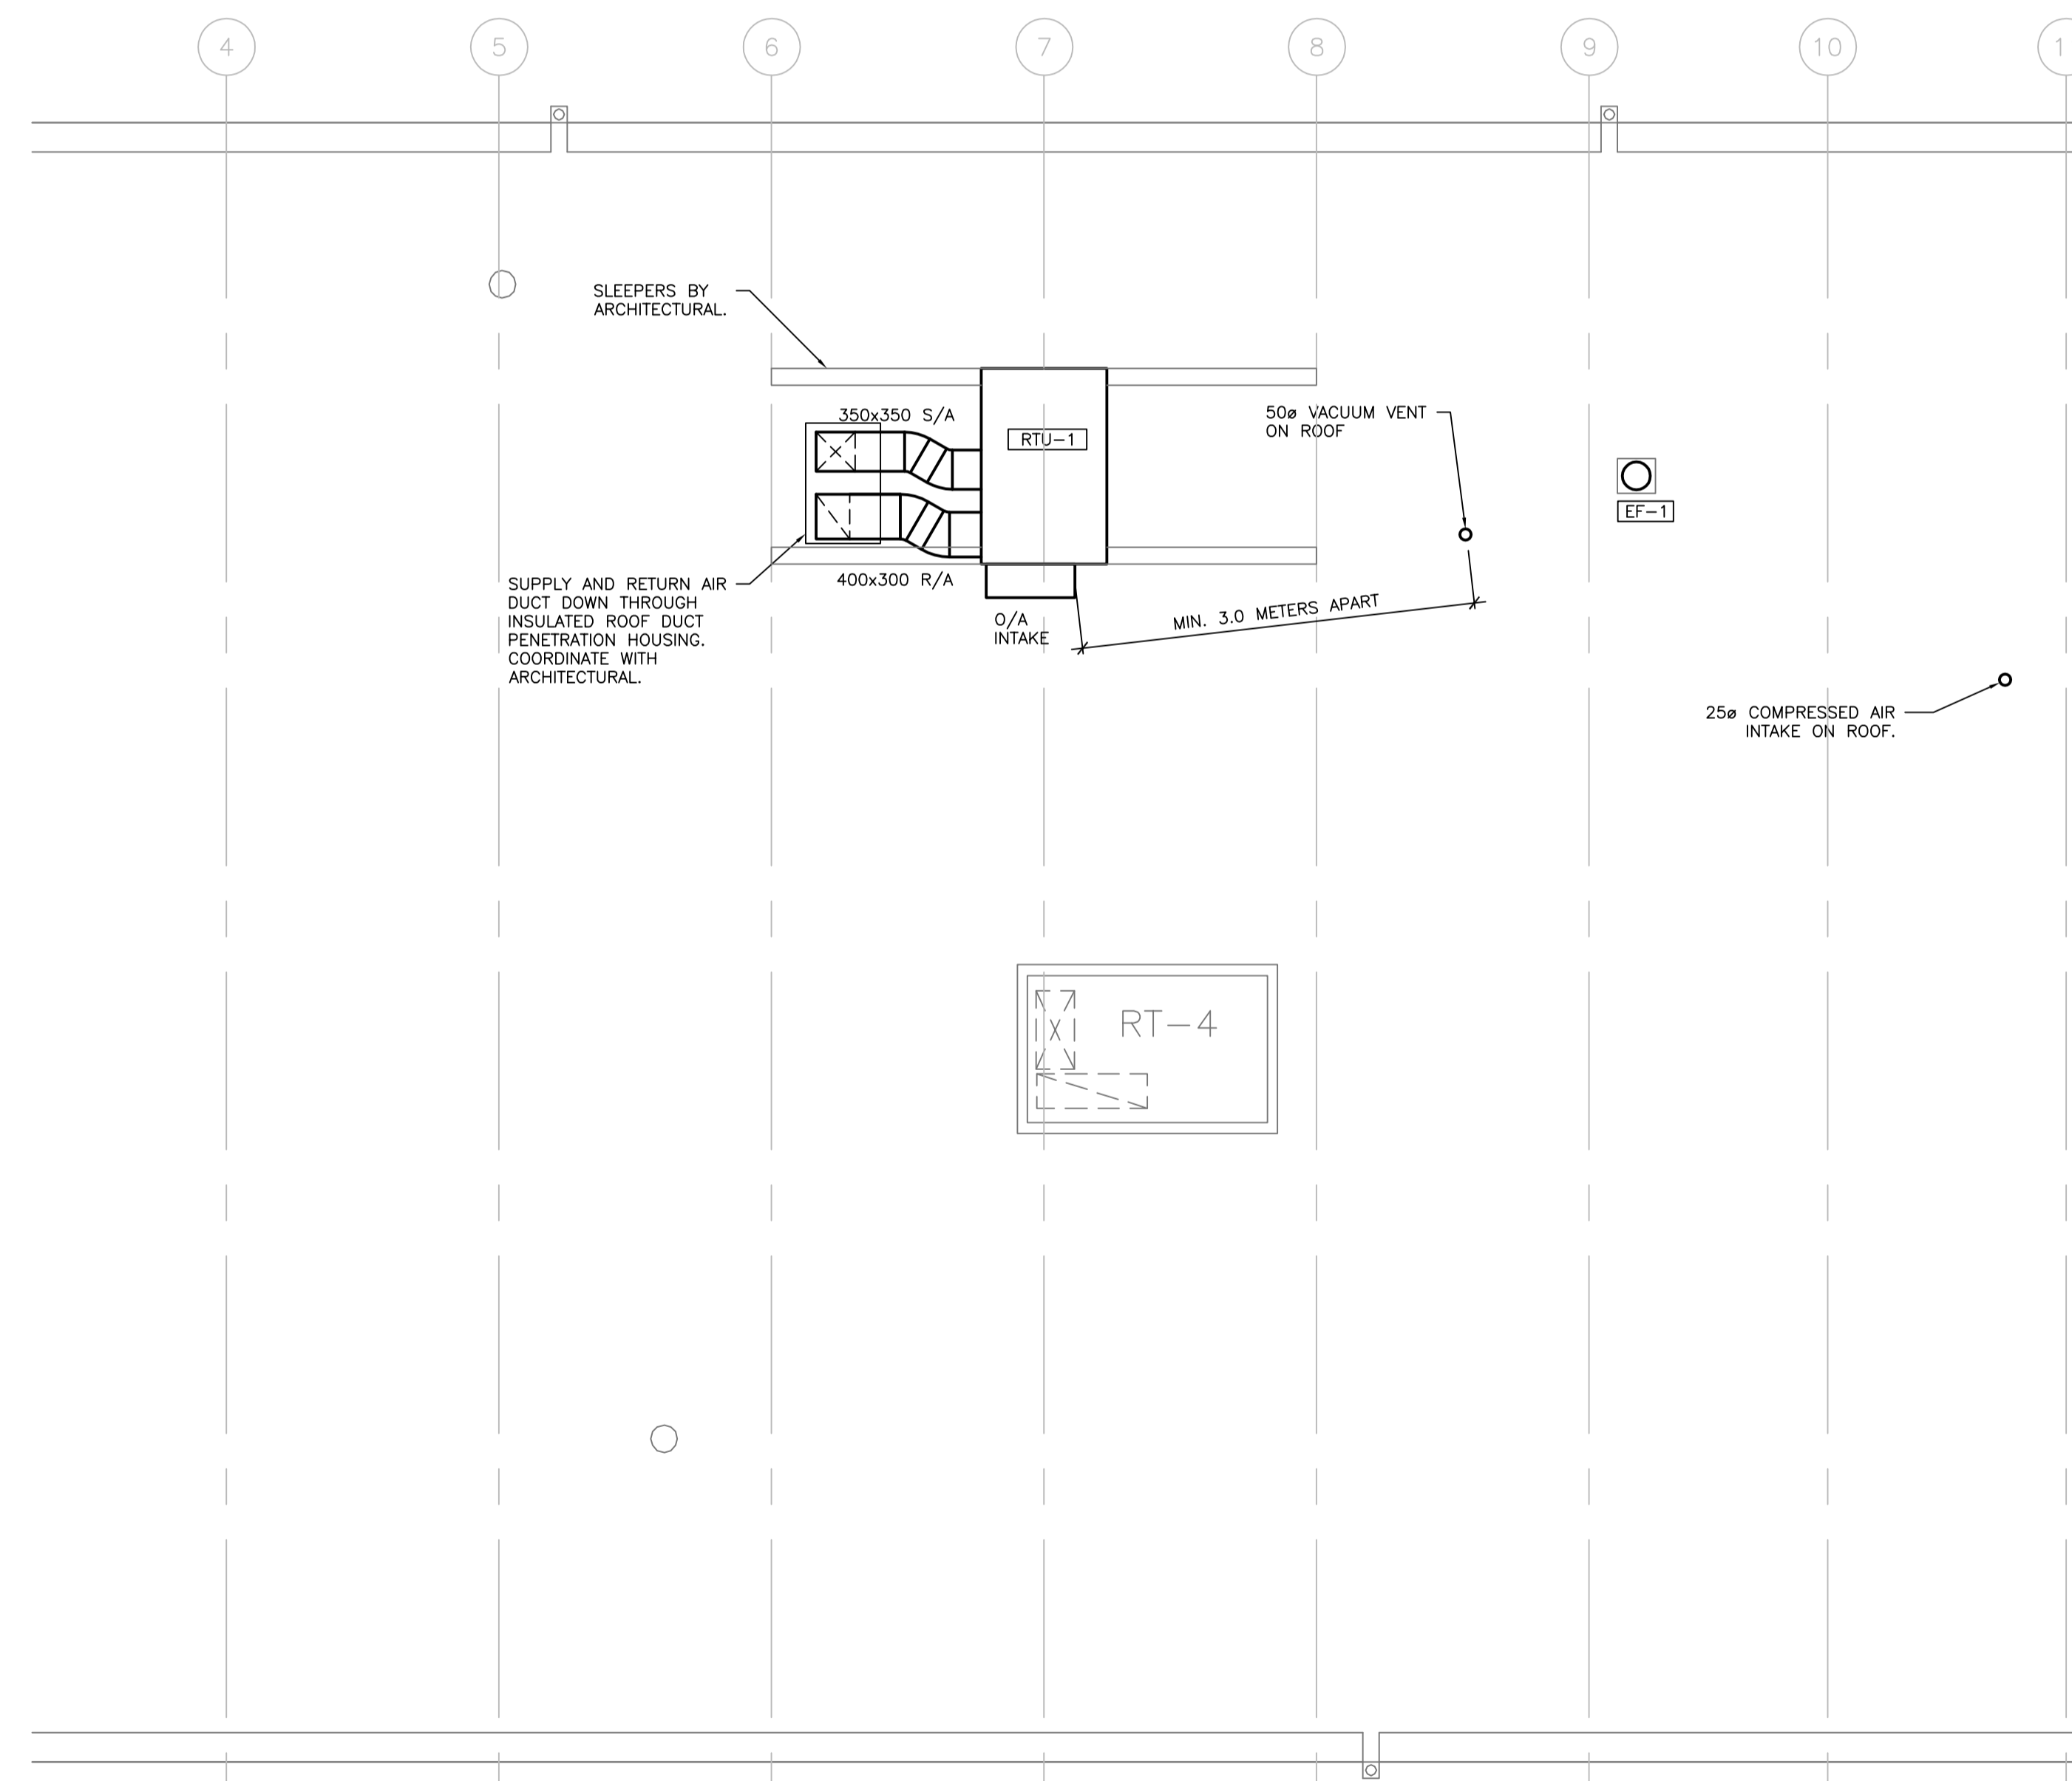 4
5
6
7
8
9
10
1
SLEEPERS BY
ARCHITECTURAL.
350x350 S/A
RTU-1
50ø VACUUM VENT
ON ROOF
EF-1
SUPPLY AND RETURN AIR
DUCT DOWN THROUGH
INSULATED ROOF DUCT
PENETRATION HOUSING.
COORDINATE WITH
ARCHITECTURAL.
400x300 R/A
O/A
INTAKE
MIN. 3.0 METERS APART
25ø COMPRESSED AIR
INTAKE ON ROOF.
RT-4